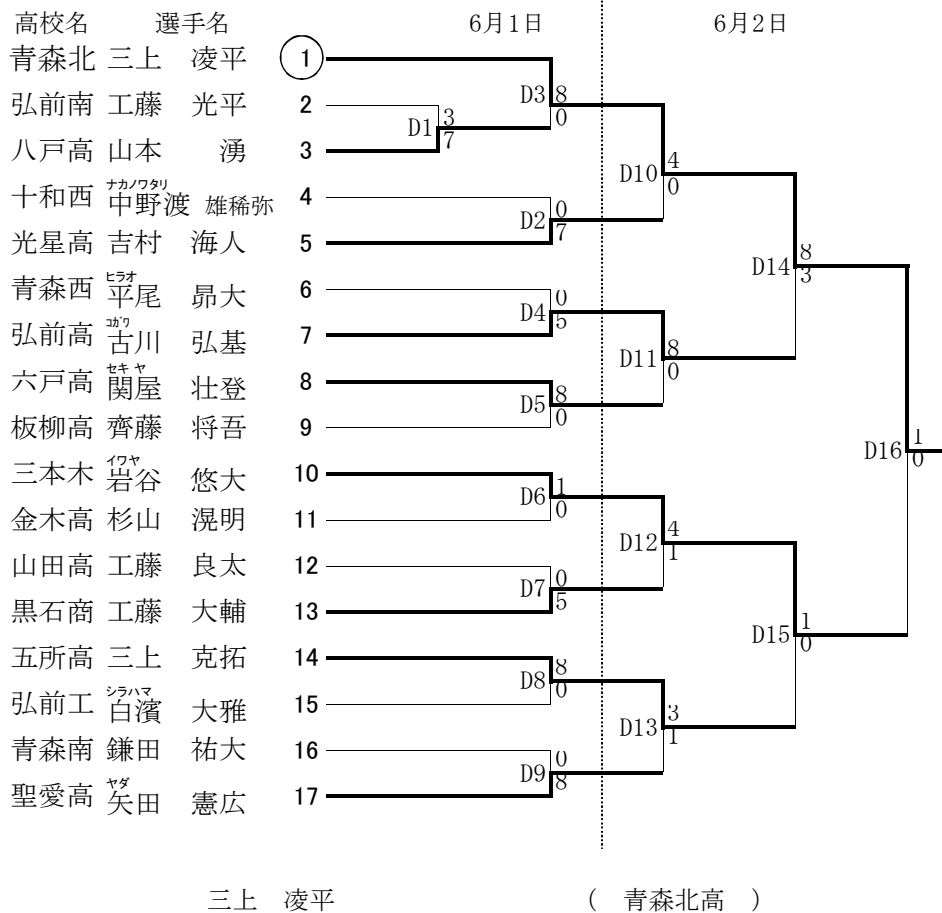 高校名 選手名 6月1日 6月2日
青森北 三上 凌平 1
D3 8
0
弘前南 工藤 光平 2
D1 3
7
八戸高 山本 湧 3
D10 4
0
十和西 中野渡 雄稀弥 4
ナカノワタリ
D2 0
7
光星高 吉村 海人 5
D14 8
3
青森西 平尾 昴大 6
ヒラオ
D4 0
5
弘前高 古川 弘基 7
コガワ
D11 8
0
六戸高 関屋 壮登 8
セキヤ
D5 8
0
板柳高 齊藤 将吾 9
D16 1
0
三本木 岩谷 悠大 10
イワヤ
D6 1
0
金木高 杉山 滉明 11
D12 4
1
山田高 工藤 良太 12
D7 0
5
黒石商 工藤 大輔 13
D15 1
0
五所高 三上 克拓 14
D8 8
0
弘前工 白濱 大雅 15
シラハマ
D13 3
1
青森南 鎌田 祐大 16
D9 0
8
聖愛高 矢田 憲広 17
ヤダ
三上 凌平 ( 青森北高 )